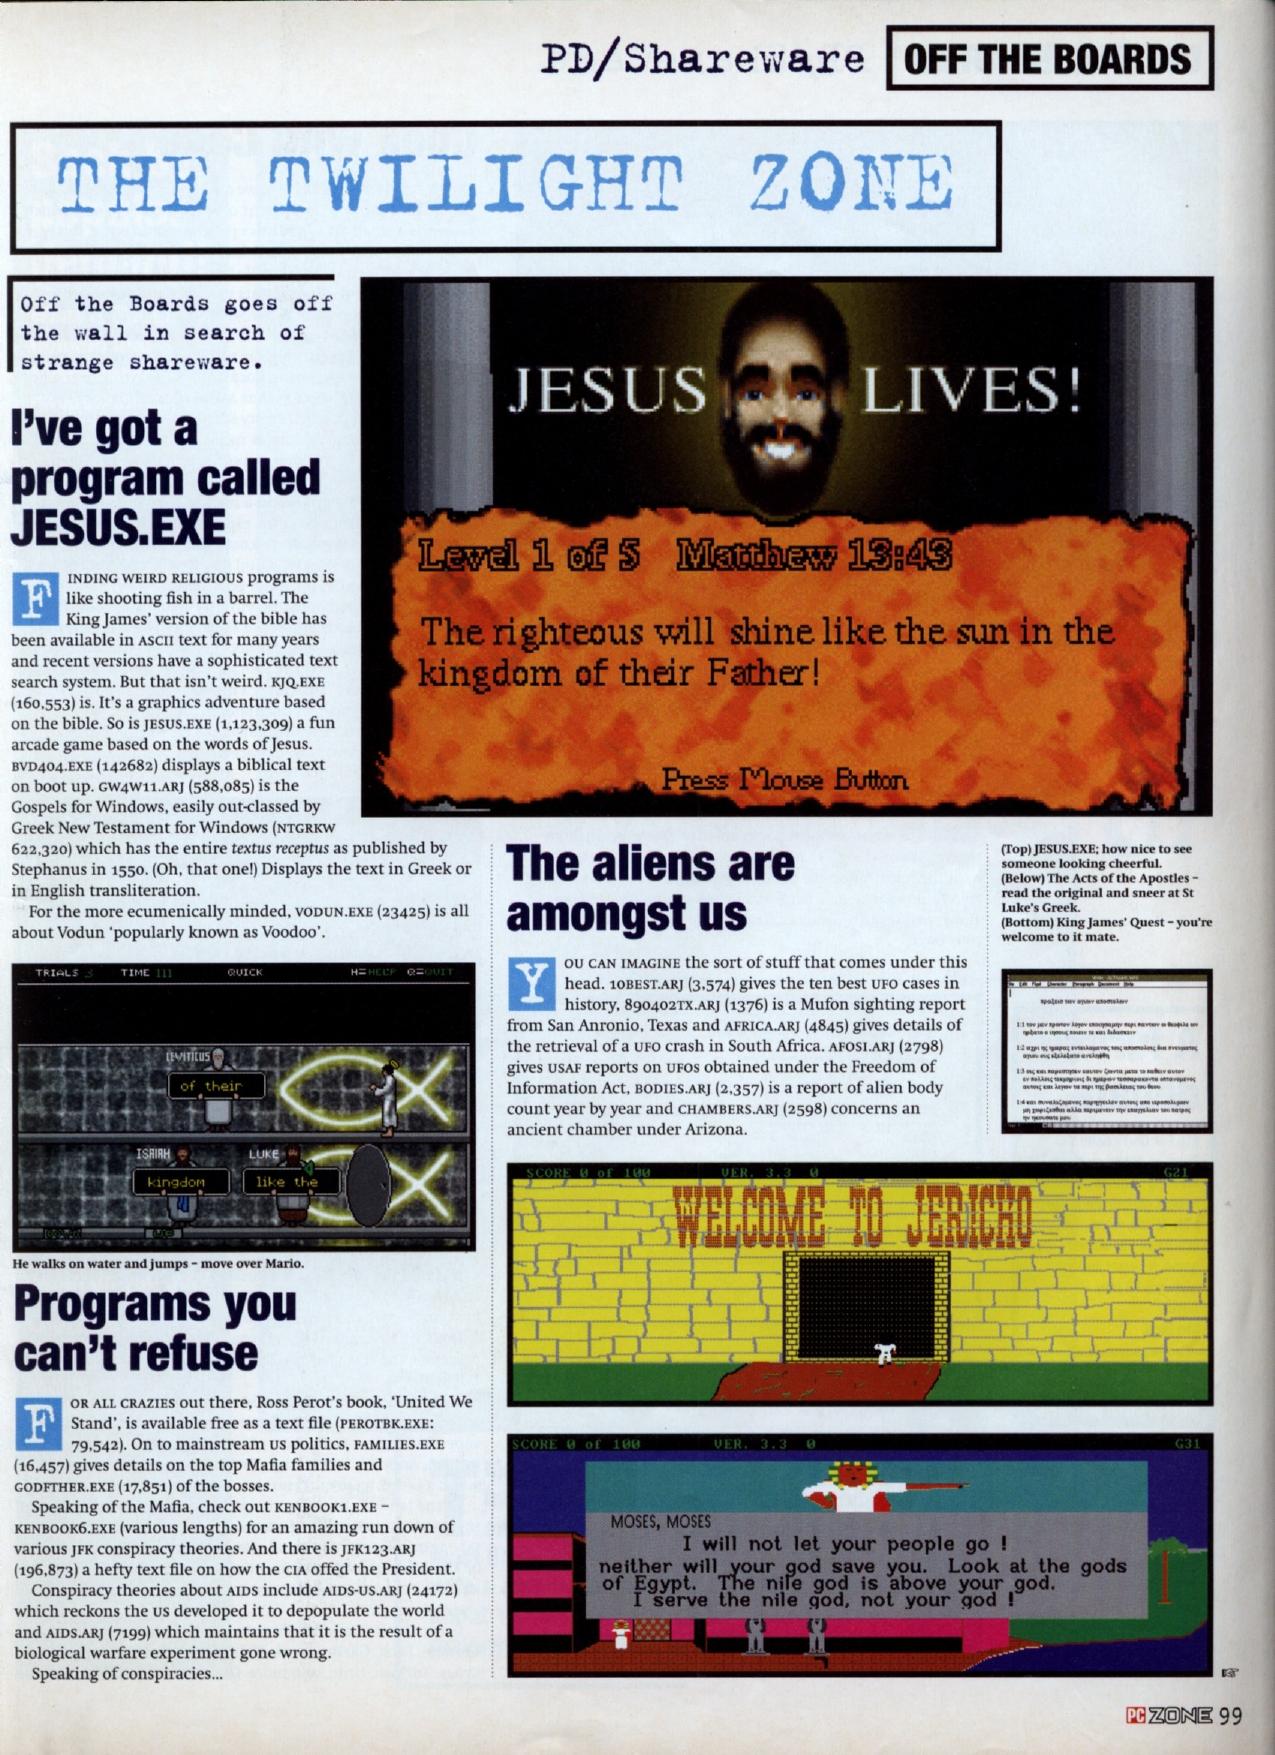 PD/Shareware OFF THE BOARDS
THE TWILIGHT ZONE
Off the Boards goes off
the wall in search of
strange shareware.
I've got a
program called
JESUS.EXE
FINDING WEIRD RELIGIOUS programs is
like shooting fish in a barrel. The
King James' version of the bible has
been available in ASCII text for many years
and recent versions have a sophisticated text
search system. But that isn't weird. KJQ.EXE
(160,553) is. It's a graphics adventure based
on the bible. So is JESUS.EXE (1,123,309) a fun
arcade game based on the words of Jesus.
BVD404.EXE (142682) displays a biblical text
on boot up. GW4W11.ARJ (588,085) is the
Gospels for Windows, easily out-classed by
Greek New Testament for Windows (NTGRKW
622,320) which has the entire textus receptus as published by
Stephanus in 1550. (Oh, that one!) Displays the text in Greek or
in English transliteration.
For the more ecumenically minded, VODUN.EXE (23425) is all
about Vodun 'popularly known as Voodoo'.
JESUS LIVES!
Level 1 of 5 Matthew 13:43
The righteous will shine like the sun in the
kingdom of their Father!
Press Mouse Button
TRIALS 3 TIME 111 QUICK H=HELP Q=QUIT
LEVITICUS
of their
ISAIAH LUKE
kingdom like the
He walks on water and jumps – move over Mario.
Programs you
can't refuse
FOR ALL CRAZIES out there, Ross Perot's book, 'United We
Stand', is available free as a text file (PEROTBK.EXE:
79,542). On to mainstream US politics, FAMILIES.EXE
(16,457) gives details on the top Mafia families and
GODFTHER.EXE (17,851) of the bosses.
Speaking of the Mafia, check out KENBOOK1.EXE –
KENBOOK6.EXE (various lengths) for an amazing run down of
various JFK conspiracy theories. And there is JFK123.ARJ
(196,873) a hefty text file on how the CIA offed the President.
Conspiracy theories about AIDS include AIDS-US.ARJ (24172)
which reckons the US developed it to depopulate the world
and AIDS.ARJ (7199) which maintains that it is the result of a
biological warfare experiment gone wrong.
Speaking of conspiracies...
The aliens are
amongst us
YOU CAN IMAGINE the sort of stuff that comes under this
head. 10BEST.ARJ (3,574) gives the ten best UFO cases in
history, 890402TX.ARJ (1376) is a Mufon sighting report
from San Anronio, Texas and AFRICA.ARJ (4845) gives details of
the retrieval of a UFO crash in South Africa. AFOSI.ARJ (2798)
gives USAF reports on UFOs obtained under the Freedom of
Information Act, BODIES.ARJ (2,357) is a report of alien body
count year by year and CHAMBERS.ARJ (2598) concerns an
ancient chamber under Arizona.
(Top) JESUS.EXE; how nice to see
someone looking cheerful.
(Below) The Acts of the Apostles –
read the original and sneer at St
Luke's Greek.
(Bottom) King James' Quest – you're
welcome to it mate.
SCORE 0 of 100 VER. 3.3 0 G21
WELCOME TO JERICHO
SCORE 0 of 100 VER. 3.3 0 G31
MOSES, MOSES
I will not let your people go !
neither will your god save you. Look at the gods
of Egypt. The nile god is above your god.
I serve the nile god, not your god !
PC ZONE 99